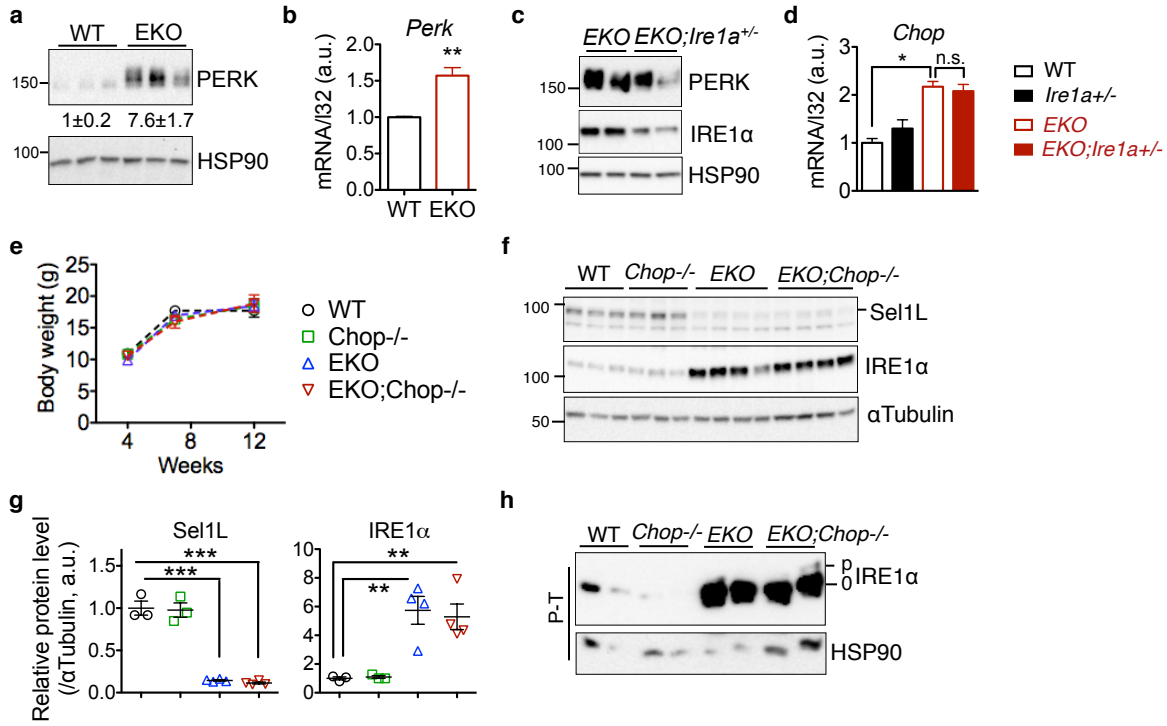 a
WT EKO
150
PERK
1±0.2 7.6±1.7
100
HSP90
b
Perk
mRNA/l32 (a.u.)
2.0
1.5
1.0
0.5
0.0
**
WT EKO
c
EKO EKO;Ire1a+/-
150
PERK
100
IRE1α
100
HSP90
d
Chop
mRNA/l32 (a.u.)
3
2
1
0
* n.s.
WT
Ire1a+/-
EKO
EKO;Ire1a+/-
e
Body weight (g)
25
20
15
10
5
0
4 8 12
Weeks
WT
Chop-/-
EKO
EKO;Chop-/-
f
WT Chop-/- EKO EKO;Chop-/-
100
Sel1L
100
IRE1α
50
αTubulin
g
Relative protein level
(/αTubulin, a.u.)
Sel1L
1.5
1.0
0.5
0.0
***
***
IRE1α
10
8
6
4
2
0
**
**
h
WT Chop-/- EKO EKO;Chop-/-
P-T
p
0
IRE1α
HSP90